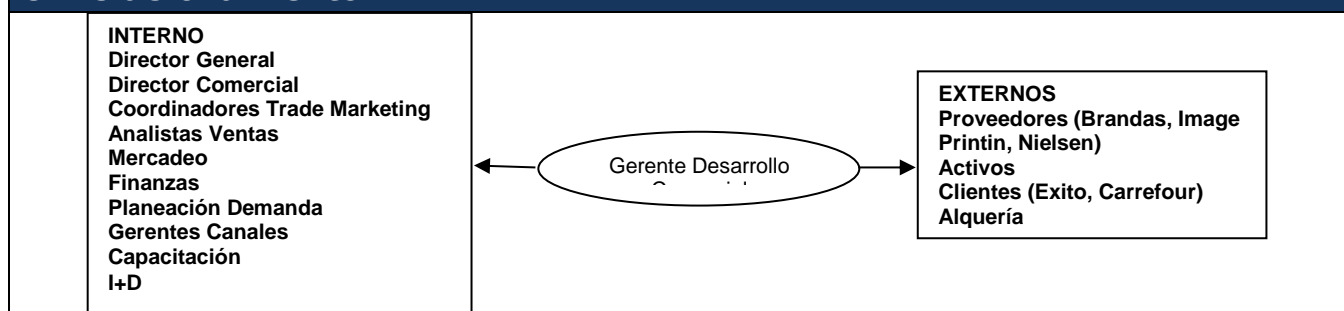 INTERNO
Director General
Director Comercial
Coordinadores Trade Marketing
Analistas Ventas
Mercadeo
Finanzas
Planeación Demanda
Gerentes Canales
Capacitación
I+D
Gerente Desarrollo
EXTERNOS
Proveedores (Brandas, Image
Printin, Nielsen)
Activos
Clientes (Exito, Carrefour)
Alquería